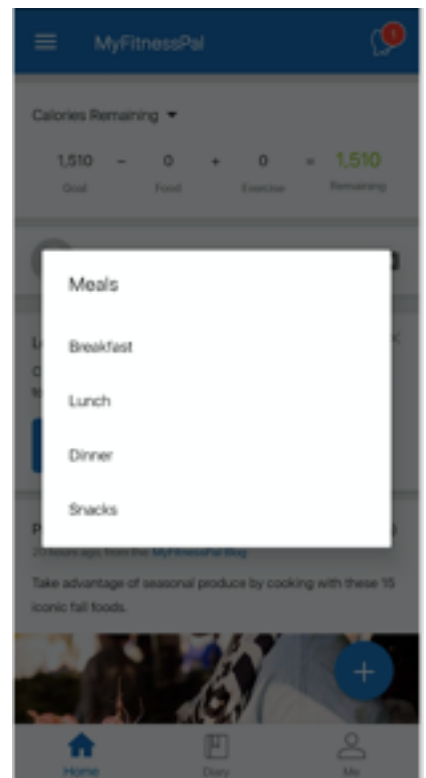 MyFitnessPal
1
Calories Remaining
1,510 – 0 + 0 = 1,510
Goal Food Exercise Remaining
Meals
Breakfast
Lunch
Dinner
Snacks
20 hours ago, from the MyFitnessPal Blog
Take advantage of seasonal produce by cooking with these 15
iconic fall foods.
Home Diary Me